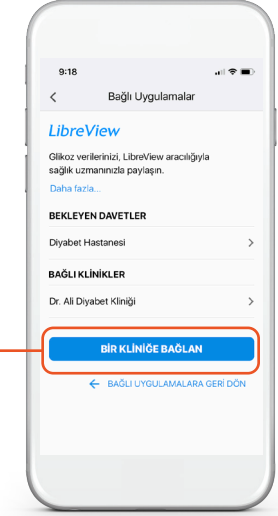 9:18
Bağlı Uygulamalar
LibreView
Glikoz verilerinizi, LibreView aracılığıyla
sağlık uzmanınızla paylaşın.
Daha fazla...
BEKLEYEN DAVETLER
Diyabet Hastanesi
BAĞLI KLİNİKLER
Dr. Ali Diyabet Kliniği
BİR KLİNİĞE BAĞLAN
BAĞLI UYGULAMALARA GERİ DÖN